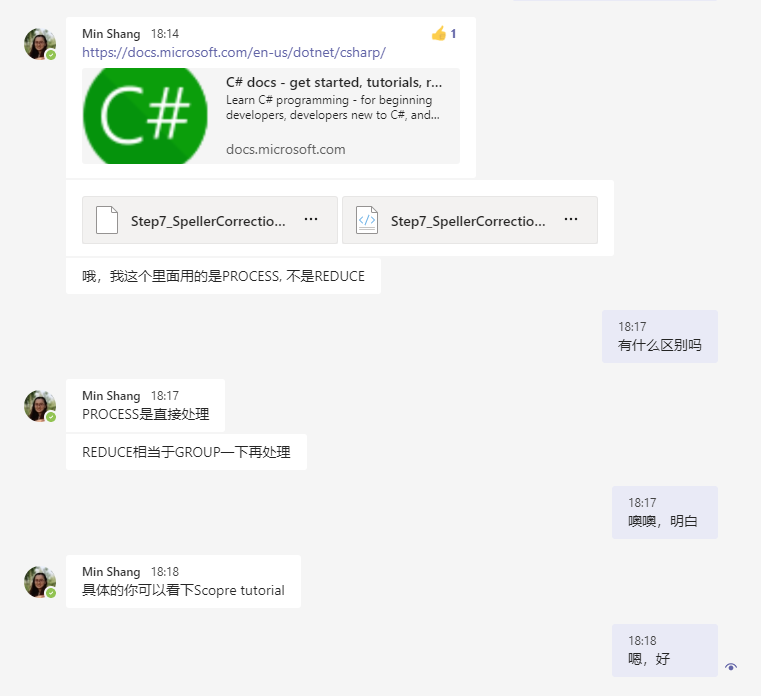 Min Shang 18:14
👍 1
https://docs.microsoft.com/en-us/dotnet/csharp/
C#
C# docs - get started, tutorials, r...
Learn C# programming - for beginning
developers, developers new to C#, and...
docs.microsoft.com
Step7_SpellerCorrectio... ...
</> Step7_SpellerCorrectio... ...
哦，我这个里面用的是PROCESS, 不是REDUCE
18:17
有什么区别吗
Min Shang 18:17
PROCESS是直接处理
REDUCE相当于GROUP一下再处理
18:17
噢噢，明白
Min Shang 18:18
具体的你可以看下Scopre tutorial
18:18
嗯，好